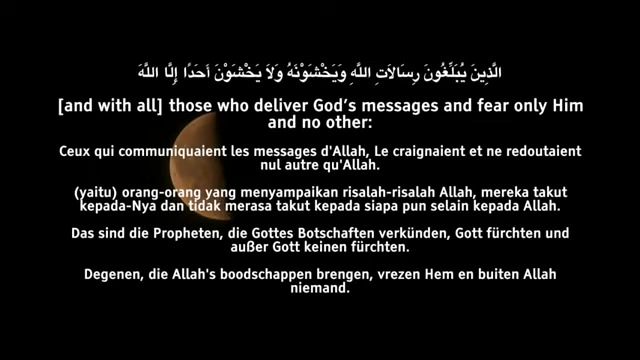 الَّذِينَ يُبَلِّغُونَ رِسَالَاتِ اللَّهِ وَيَخْشَوْنَهُ وَلَا يَخْشَوْنَ أَحَدًا إِلَّا اللَّهَ
[and with all] those who deliver God’s messages and fear only Him
and no other:
Ceux qui communiquaient les messages d'Allah, Le craignaient et ne redoutaient
nul autre qu'Allah.
(yaitu) orang-orang yang menyampaikan risalah-risalah Allah, mereka takut
kepada-Nya dan tidak merasa takut kepada siapa pun selain kepada Allah.
Das sind die Propheten, die Gottes Botschaften verkünden, Gott fürchten und
außer Gott keinen fürchten.
Degenen, die Allah's boodschappen brengen, vrezen Hem en buiten Allah
niemand.